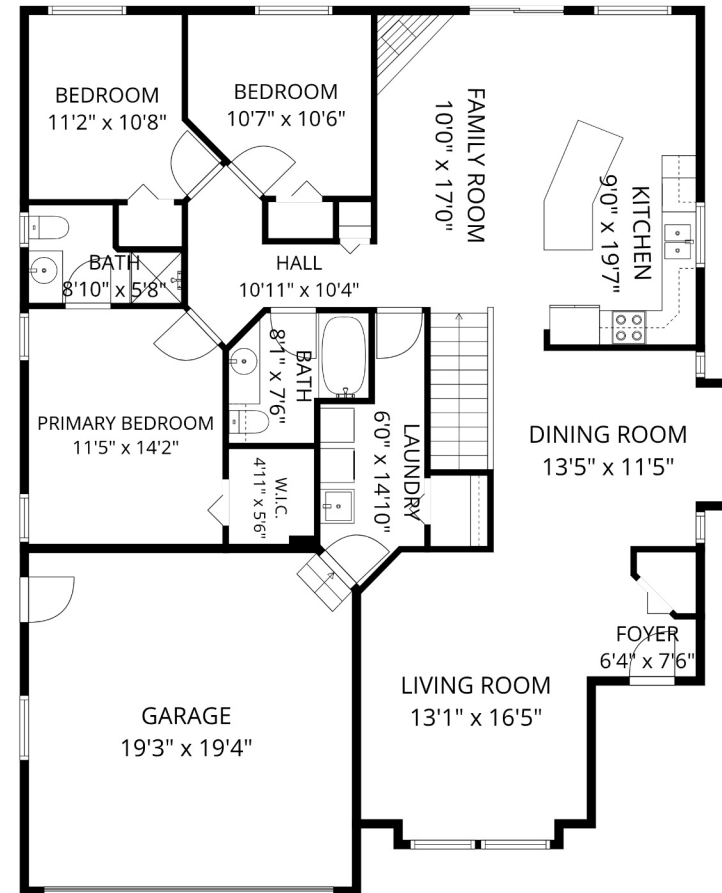 BEDROOM
11'2" x 10'8"
BEDROOM
10'7" x 10'6"
FAMILY ROOM
10'0" x 17'0"
KITCHEN
9'0" x 19'7"
BATH
8'10" x 5'8"
HALL
10'11" x 10'4"
BATH
8'1" x 7'6"
PRIMARY BEDROOM
11'5" x 14'2"
W.I.C.
4'11" x 5'6"
LAUNDRY
6'0" x 14'10"
DINING ROOM
13'5" x 11'5"
FOYER
6'4" x 7'6"
LIVING ROOM
13'1" x 16'5"
GARAGE
19'3" x 19'4"